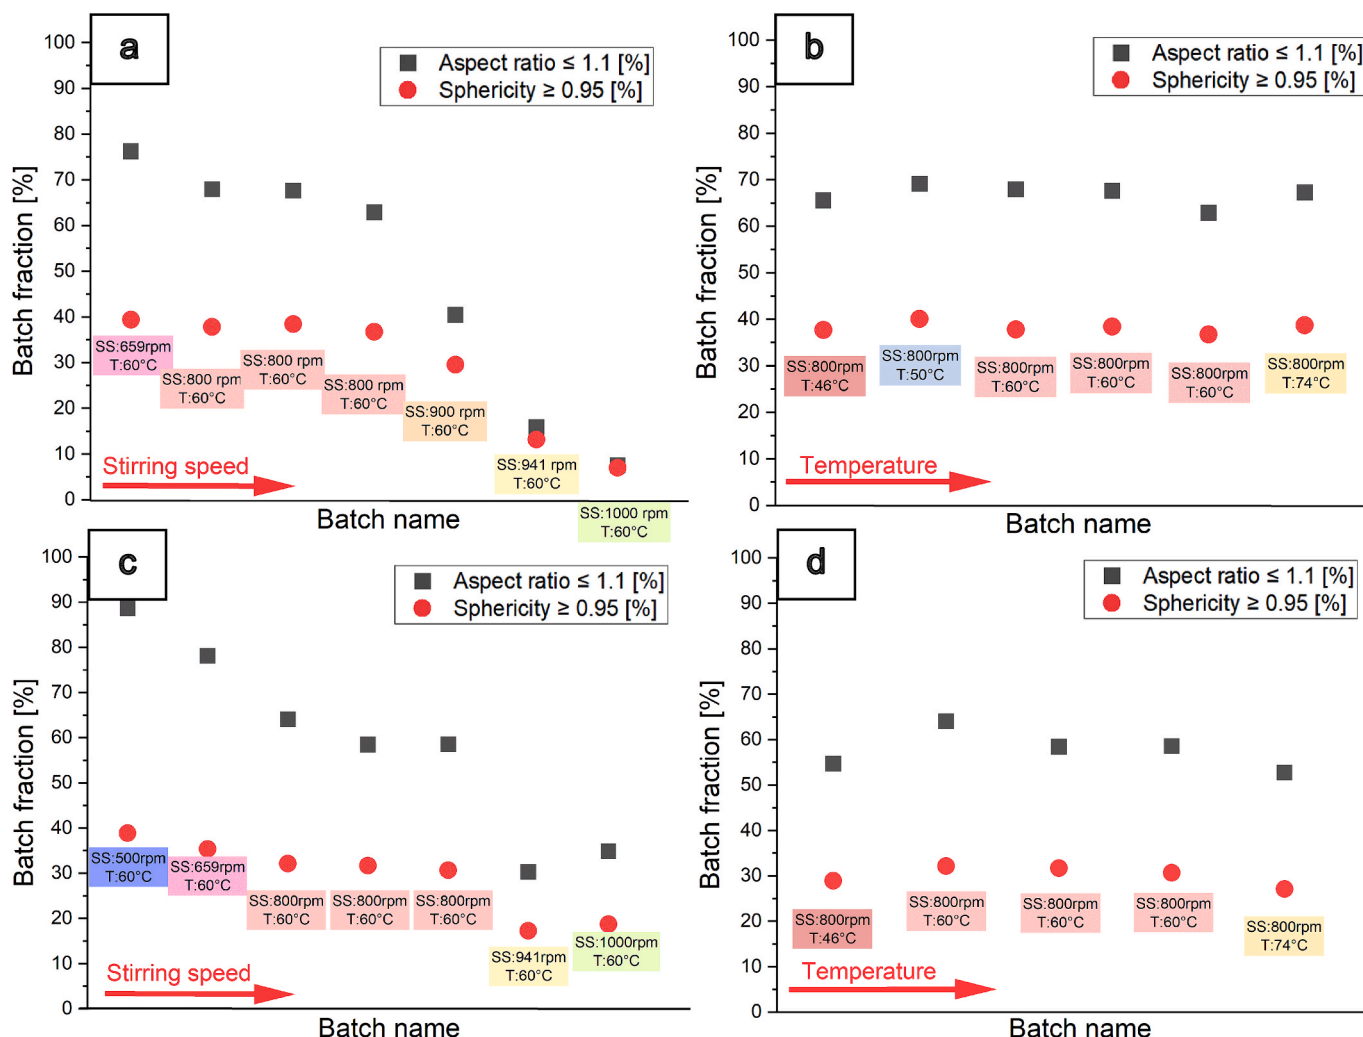 a
Aspect ratio ≤ 1.1 [%]
Sphericity ≥ 0.95 [%]
Batch fraction [%]
100
90
80
70
60
50
40
30
20
10
0
SS:659rpm
T:60°C
SS:800 rpm
T:60°C
SS:800 rpm
T:60°C
SS:800 rpm
T:60°C
SS:900 rpm
T:60°C
SS:941 rpm
T:60°C
SS:1000 rpm
T:60°C
Stirring speed
Batch name
b
Aspect ratio ≤ 1.1 [%]
Sphericity ≥ 0.95 [%]
Batch fraction [%]
100
90
80
70
60
50
40
30
20
10
0
SS:800rpm
T:46°C
SS:800rpm
T:50°C
SS:800rpm
T:60°C
SS:800rpm
T:60°C
SS:800rpm
T:60°C
SS:800rpm
T:74°C
Temperature
Batch name
c
Aspect ratio ≤ 1.1 [%]
Sphericity ≥ 0.95 [%]
Batch fraction [%]
100
90
80
70
60
50
40
30
20
10
0
SS:500rpm
T:60°C
SS:659rpm
T:60°C
SS:800rpm
T:60°C
SS:800rpm
T:60°C
SS:800rpm
T:60°C
SS:941rpm
T:60°C
SS:1000rpm
T:60°C
Stirring speed
Batch name
d
Aspect ratio ≤ 1.1 [%]
Sphericity ≥ 0.95 [%]
Batch fraction [%]
100
90
80
70
60
50
40
30
20
10
0
SS:800rpm
T:46°C
SS:800rpm
T:60°C
SS:800rpm
T:60°C
SS:800rpm
T:60°C
SS:800rpm
T:74°C
Temperature
Batch name